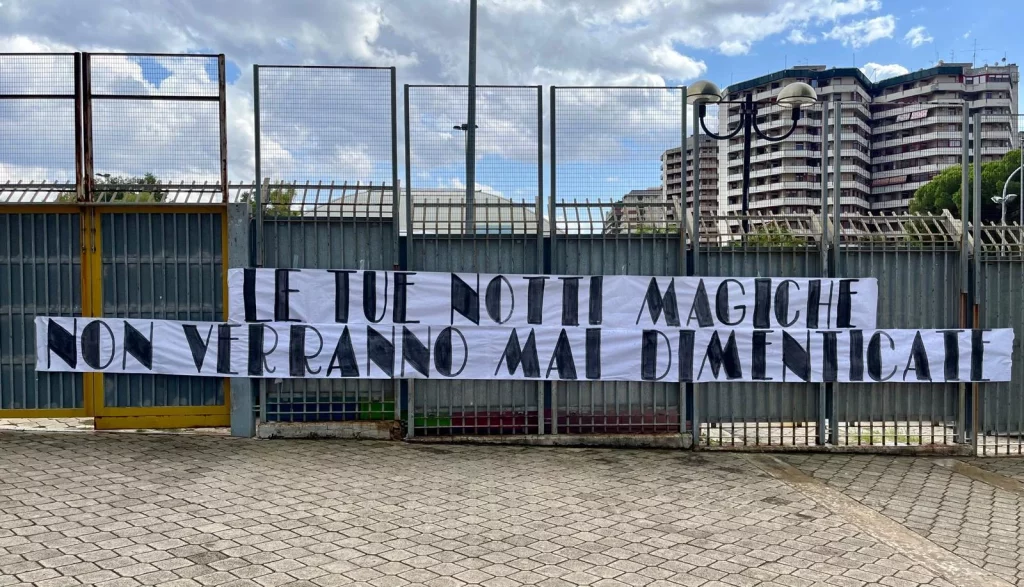 LE TUE NOTTI MAGICHE
NON VERRANNO MAI DIMENTICATE